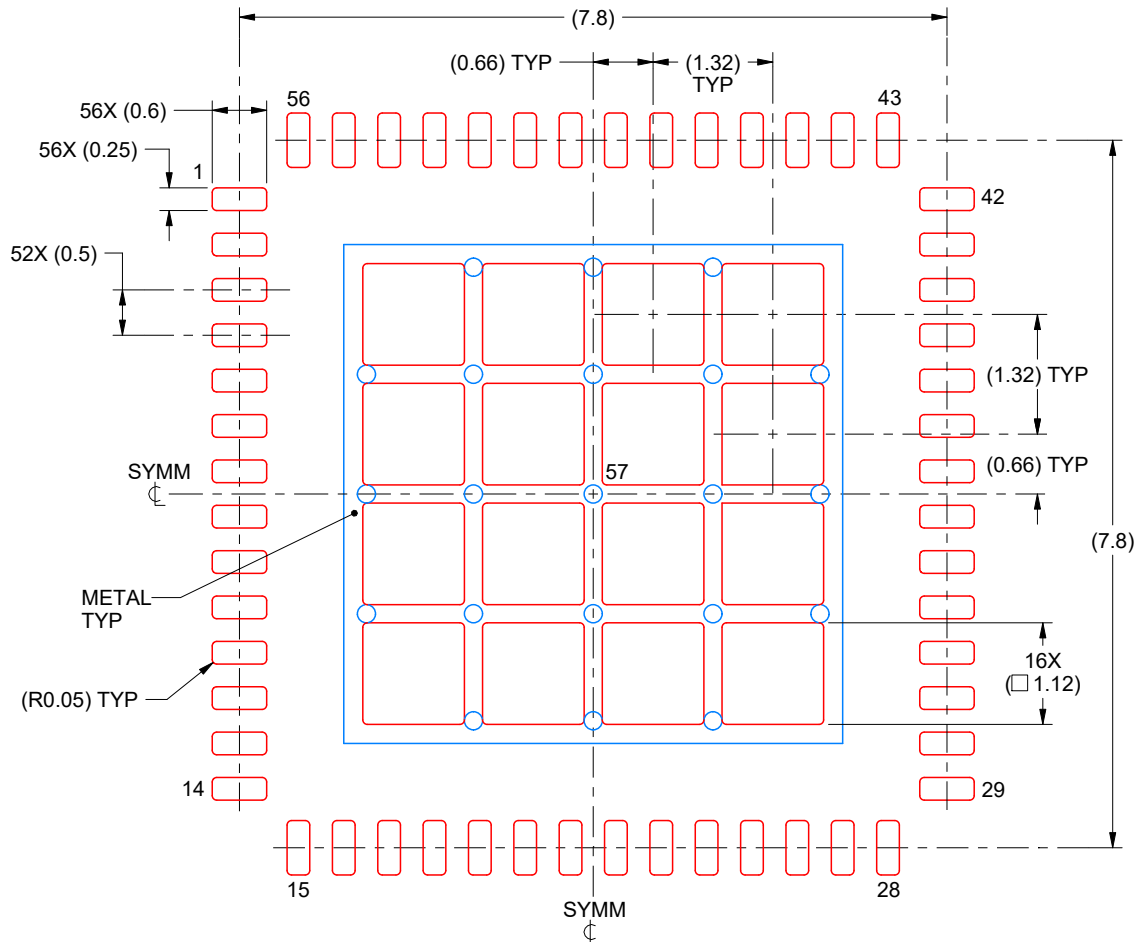 (7.8)
(0.66) TYP
(1.32)
TYP
56X (0.6)
56
43
56X (0.25)
1
42
52X (0.5)
(1.32) TYP
SYMM
℄
57
(0.66) TYP
(7.8)
METAL
TYP
16X
(□ 1.12)
(R0.05) TYP
14
29
15
28
SYMM
℄